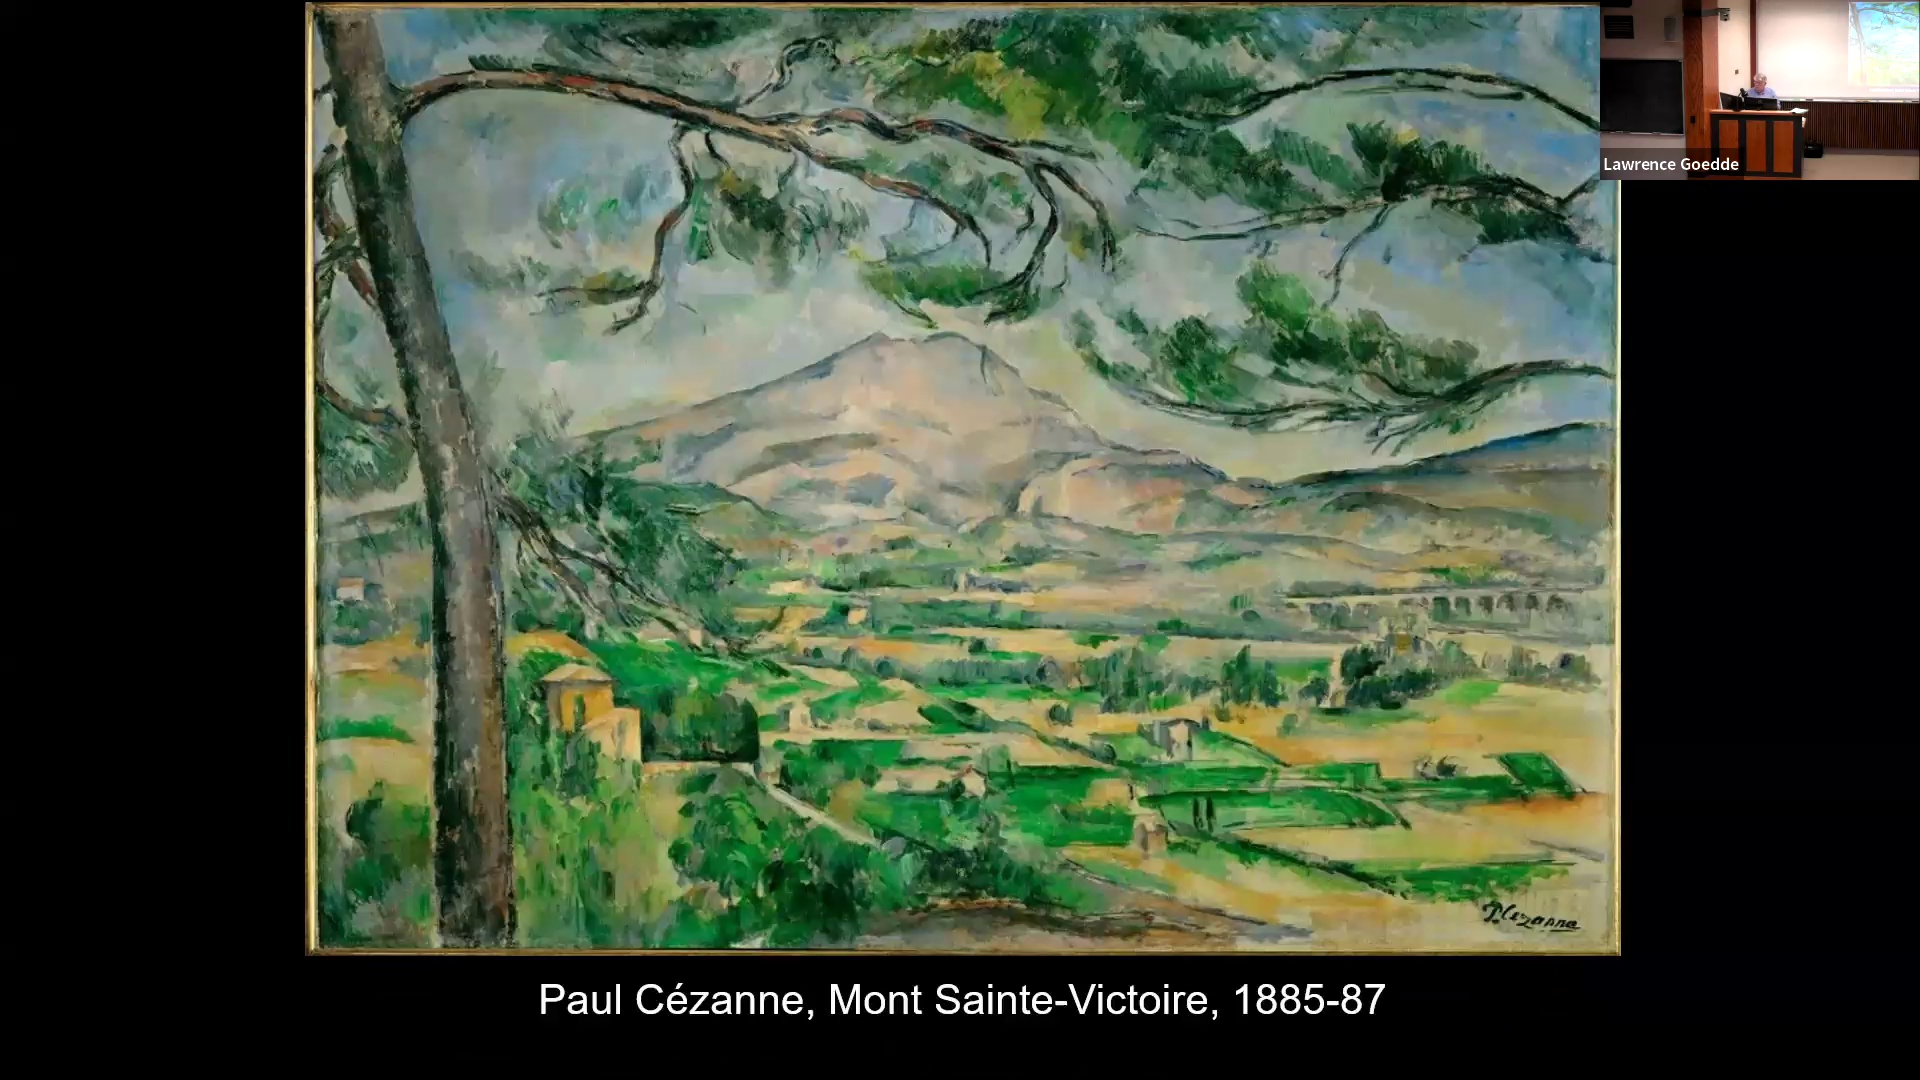 Lawrence Goedde
P. Cezanne
Paul Cézanne, Mont Sainte-Victoire, 1885-87